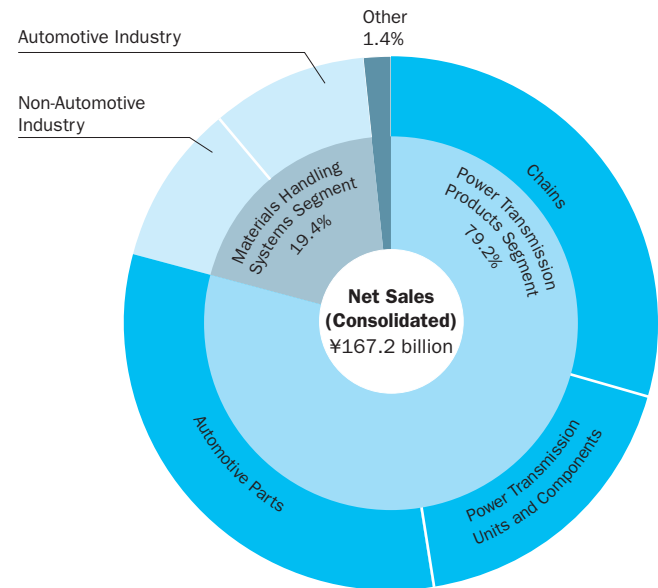 Other
1.4%
Automotive Industry
Non-Automotive
Industry
Chains
Power Transmission
Products Segment
79.2%
Materials Handling
Systems Segment
19.4%
Net Sales
(Consolidated)
¥167.2 billion
Automotive Parts
Power Transmission
Units and Components